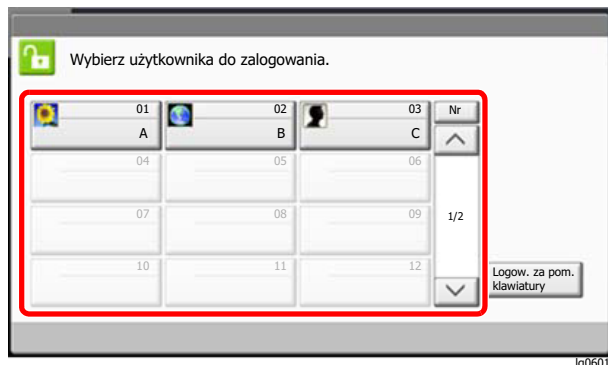 Wybierz użytkownika do zalogowania.
01 02 03 Nr
A B C
04 05 06
07 08 09 1/2
10 11 12
Logow. za pom.
klawiatury
lg0601